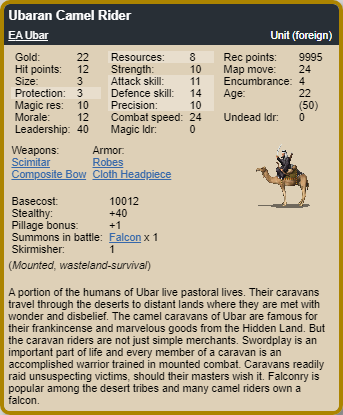 Ubaran Camel Rider
EA Ubar Unit (foreign)
Gold: 22 Resources: 8 Rec points: 9995
Hit points: 12 Strength: 10 Map move: 24
Size: 3 Attack skill: 11 Encumbrance: 4
Protection: 3 Defence skill: 14 Age: 22
Magic res: 10 Precision: 10 (50)
Morale: 12 Combat speed: 24 Undead ldr: 0
Leadership: 40 Magic ldr: 0
Weapons: Armor:
Scimitar Robes
Composite Bow Cloth Headpiece
Basecost: 10012
Stealthy: +40
Pillage bonus: +1
Summons in battle: Falcon x 1
Skirmisher: 1
(Mounted, wasteland-survival)
A portion of the humans of Ubar live pastoral lives. Their caravans
travel through the deserts to distant lands where they are met with
wonder and disbelief. The camel caravans of Ubar are famous for
their frankincense and marvelous goods from the Hidden Land. But
the caravan riders are not just simple merchants. Swordplay is an
important part of life and every member of a caravan is an
accomplished warrior trained in mounted combat. Caravans readily
raid unsuspecting victims, should their masters wish it. Falconry is
popular among the desert tribes and many camel riders own a
falcon.